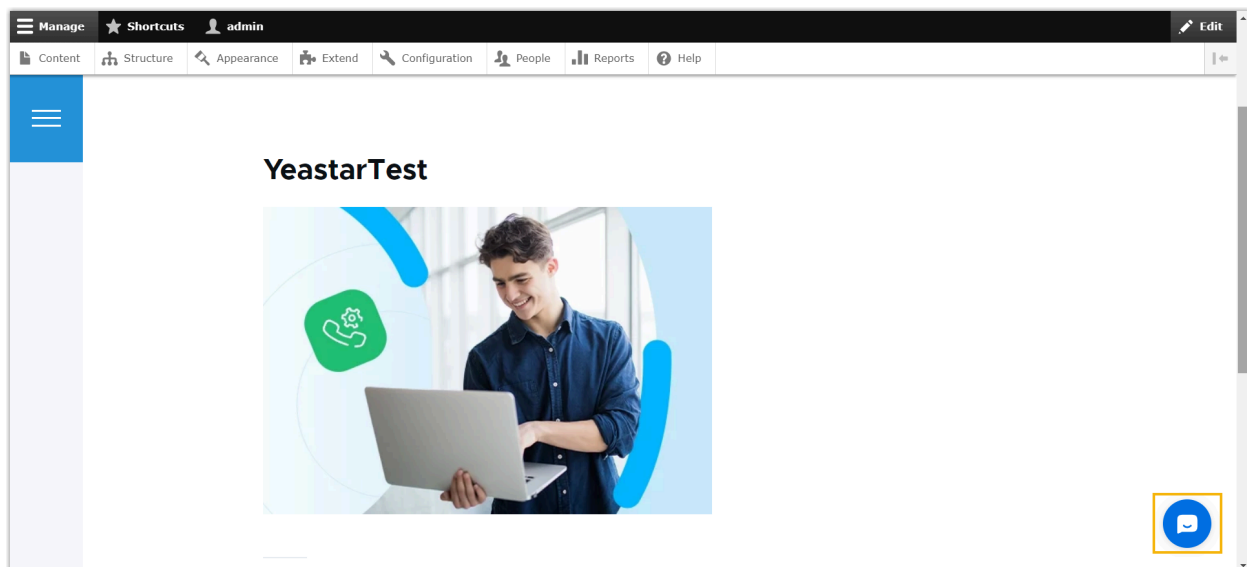 Manage Shortcuts admin Edit
Content Structure Appearance Extend Configuration People Reports Help
YeastarTest